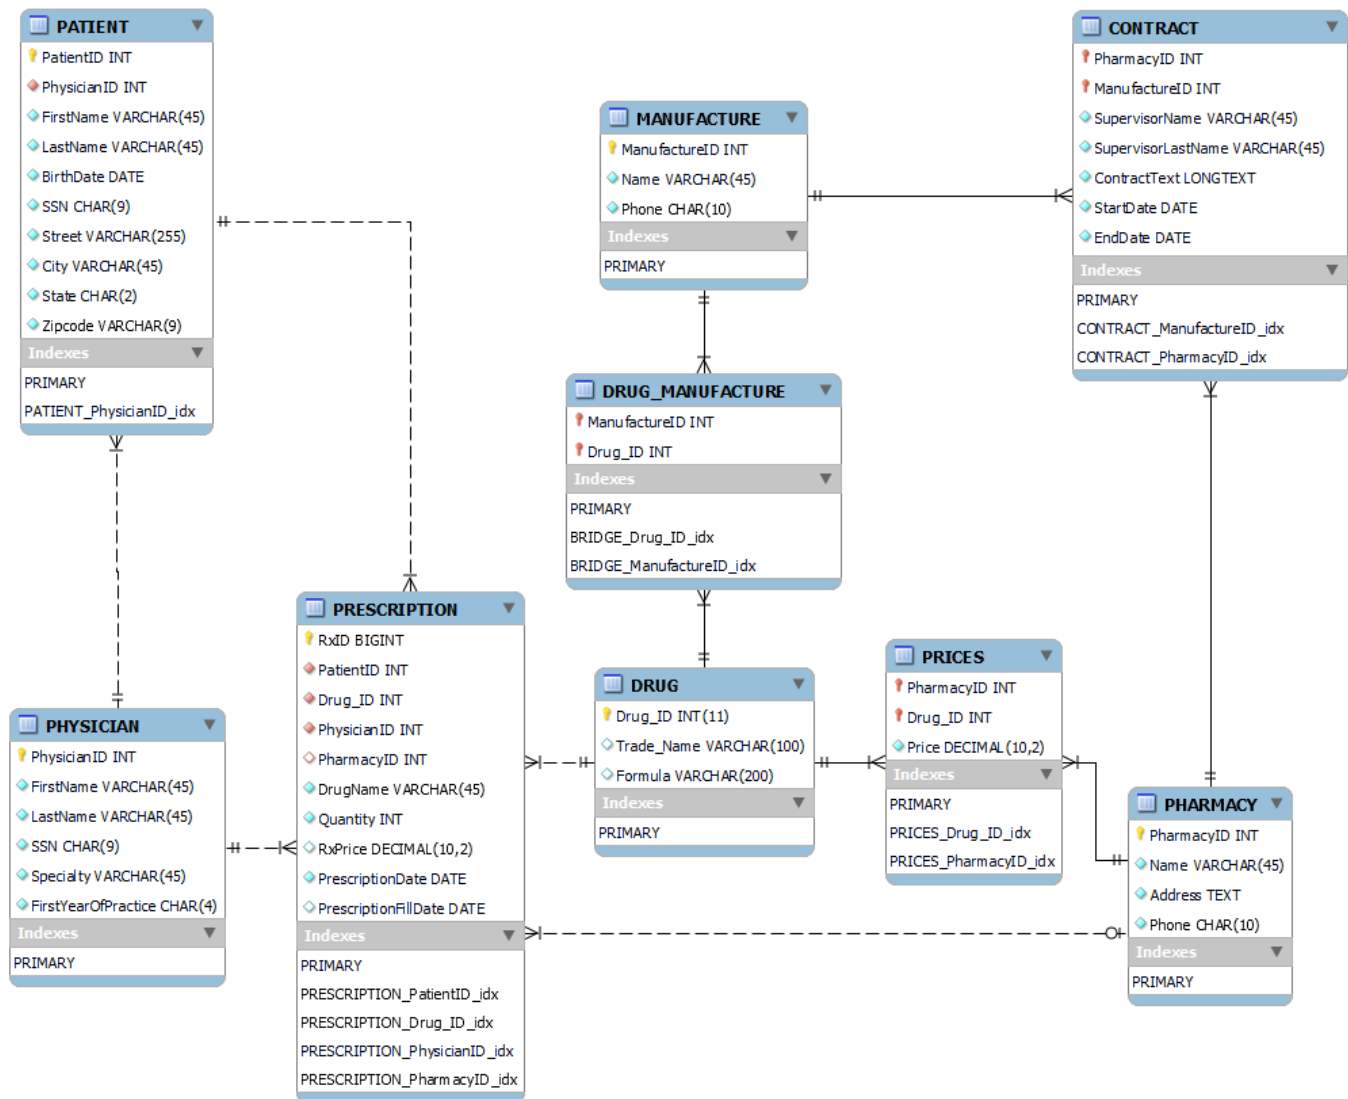 PATIENT
PatientID INT
PhysicianID INT
FirstName VARCHAR(45)
LastName VARCHAR(45)
BirthDate DATE
SSN CHAR(9)
Street VARCHAR(255)
City VARCHAR(45)
State CHAR(2)
Zipcode VARCHAR(9)
Indexes
PRIMARY
PATIENT_PhysicianID_idx
MANUFACTURE
ManufactureID INT
Name VARCHAR(45)
Phone CHAR(10)
Indexes
PRIMARY
CONTRACT
PharmacyID INT
ManufactureID INT
SupervisorName VARCHAR(45)
SupervisorLastName VARCHAR(45)
ContractText LONGTEXT
StartDate DATE
EndDate DATE
Indexes
PRIMARY
CONTRACT_ManufactureID_idx
CONTRACT_PharmacyID_idx
DRUG_MANUFACTURE
ManufactureID INT
Drug_ID INT
Indexes
PRIMARY
BRIDGE_Drug_ID_idx
BRIDGE_ManufactureID_idx
PHYSICIAN
PhysicianID INT
FirstName VARCHAR(45)
LastName VARCHAR(45)
SSN CHAR(9)
Specialty VARCHAR(45)
FirstYearOfPractice CHAR(4)
Indexes
PRIMARY
PRESCRIPTION
RxID BIGINT
PatientID INT
Drug_ID INT
PhysicianID INT
PharmacyID INT
DrugName VARCHAR(45)
Quantity INT
RxPrice DECIMAL(10,2)
PrescriptionDate DATE
PrescriptionFillDate DATE
Indexes
PRIMARY
PRESCRIPTION_PatientID_idx
PRESCRIPTION_Drug_ID_idx
PRESCRIPTION_PhysicianID_idx
PRESCRIPTION_PharmacyID_idx
DRUG
Drug_ID INT(11)
Trade_Name VARCHAR(100)
Formula VARCHAR(200)
Indexes
PRIMARY
PRICES
PharmacyID INT
Drug_ID INT
Price DECIMAL(10,2)
Indexes
PRIMARY
PRICES_Drug_ID_idx
PRICES_PharmacyID_idx
PHARMACY
PharmacyID INT
Name VARCHAR(45)
Address TEXT
Phone CHAR(10)
Indexes
PRIMARY